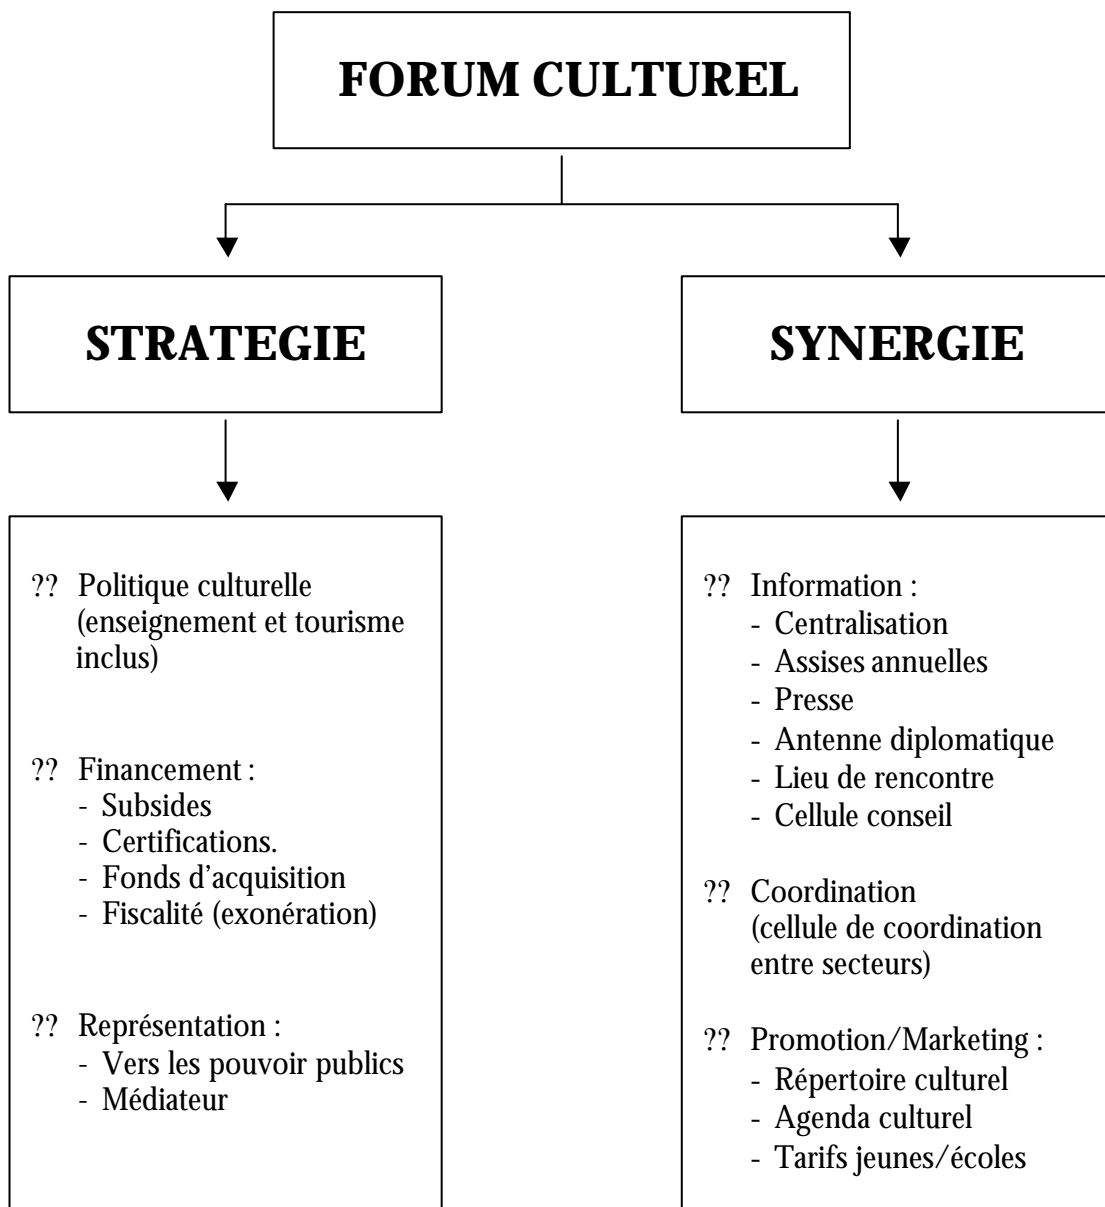 FORUM CULTUREL
STRATEGIE
?? Politique culturelle
(enseignement et tourisme
inclus)
?? Financement :
- Subsides
- Certifications.
- Fonds d’acquisition
- Fiscalité (exonération)
?? Représentation :
- Vers les pouvoir publics
- Médiateur
SYNERGIE
?? Information :
- Centralisation
- Assises annuelles
- Presse
- Antenne diplomatique
- Lieu de rencontre
- Cellule conseil
?? Coordination
(cellule de coordination
entre secteurs)
?? Promotion/Marketing :
- Répertoire culturel
- Agenda culturel
- Tarifs jeunes/écoles